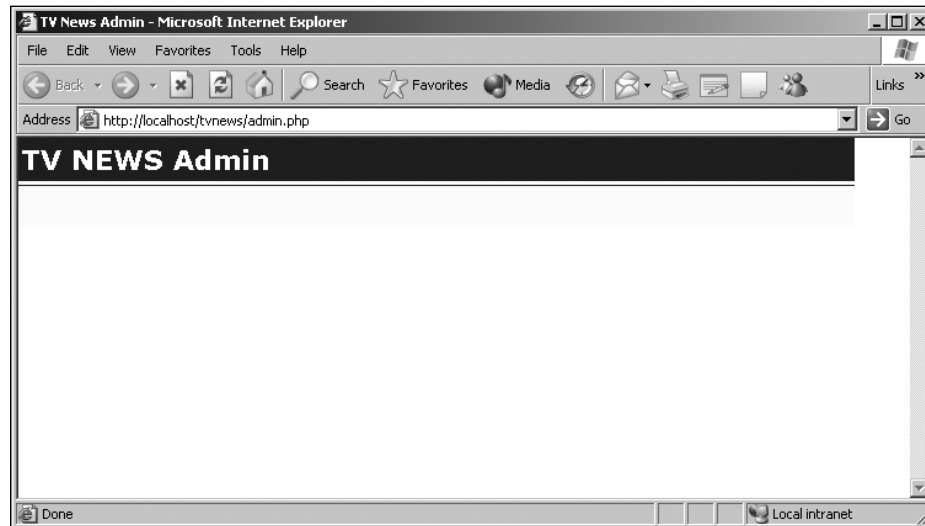 TV News Admin - Microsoft Internet Explorer
File Edit View Favorites Tools Help
Back Search Favorites Media Links »
Address http://localhost/tvnews/admin.php Go
TV NEWS Admin
Done Local intranet